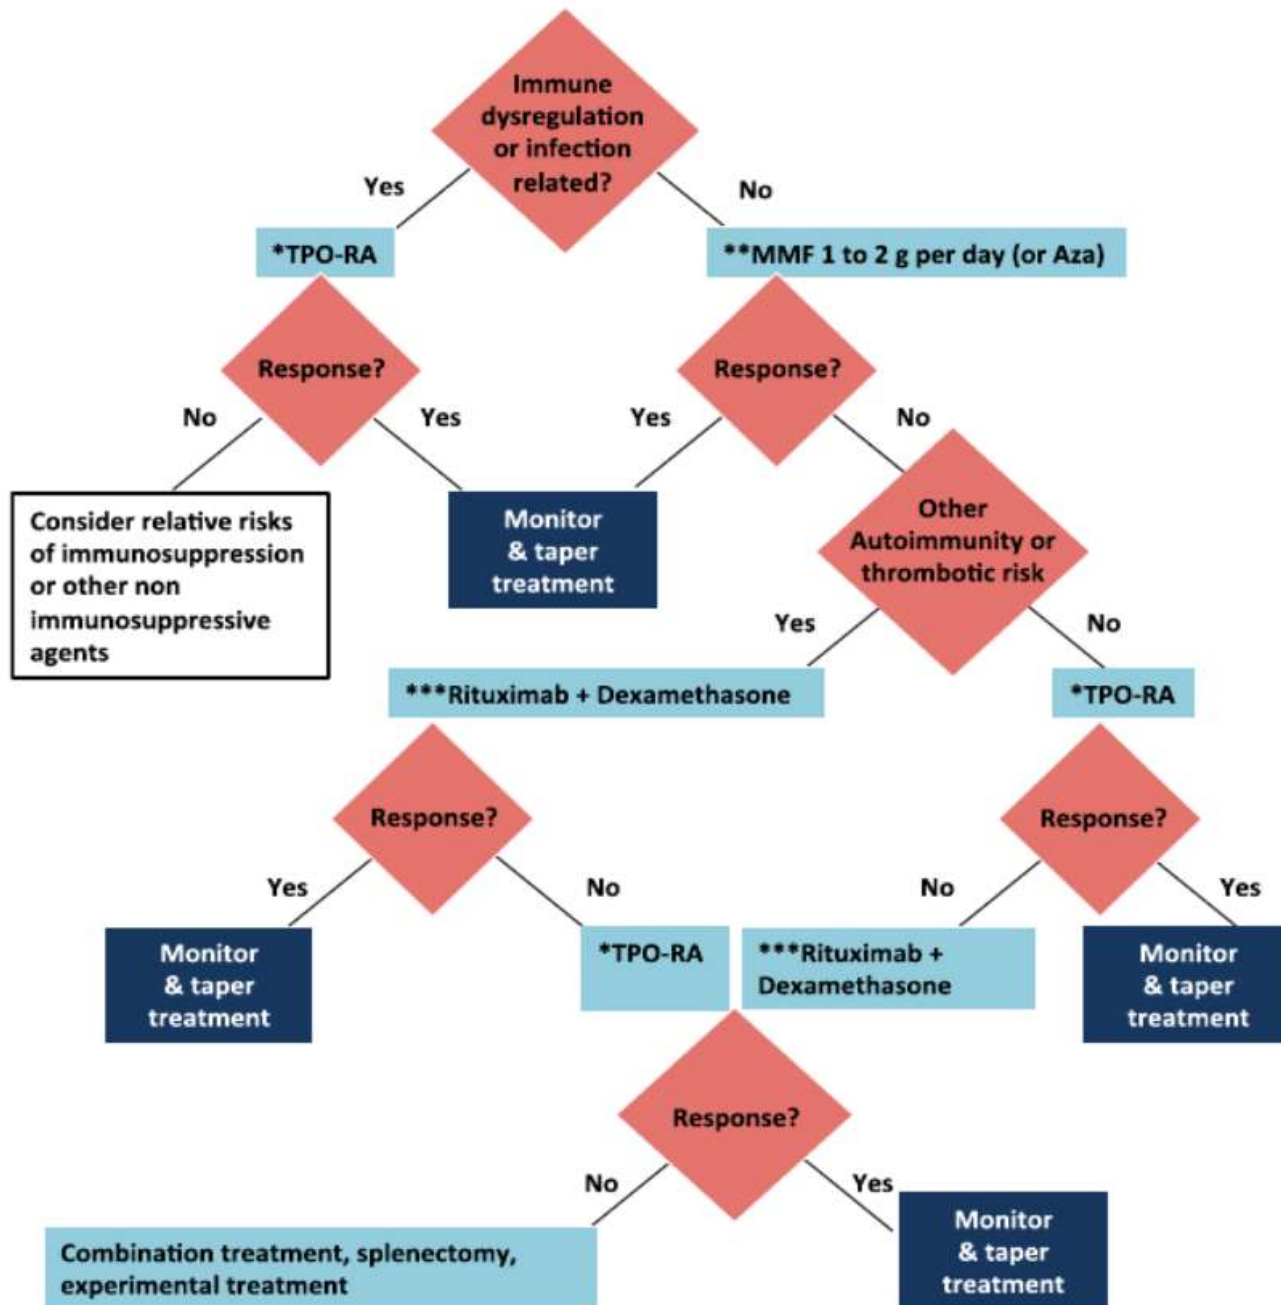 Immune
dysregulation
or infection
related?
Yes
No
*TPO-RA
**MMF 1 to 2 g per day (or Aza)
Response?
Response?
No
Yes
Yes
No
Consider relative risks
of immunosuppression
or other non
immunosuppressive
agents
Monitor
& taper
treatment
Other
Autoimmunity or
thrombotic risk
Yes
No
***Rituximab + Dexamethasone
*TPO-RA
Response?
Response?
Yes
No
No
Yes
Monitor
& taper
treatment
*TPO-RA
***Rituximab +
Dexamethasone
Monitor
& taper
treatment
Response?
No
Yes
Combination treatment, splenectomy,
experimental treatment
Monitor
& taper
treatment